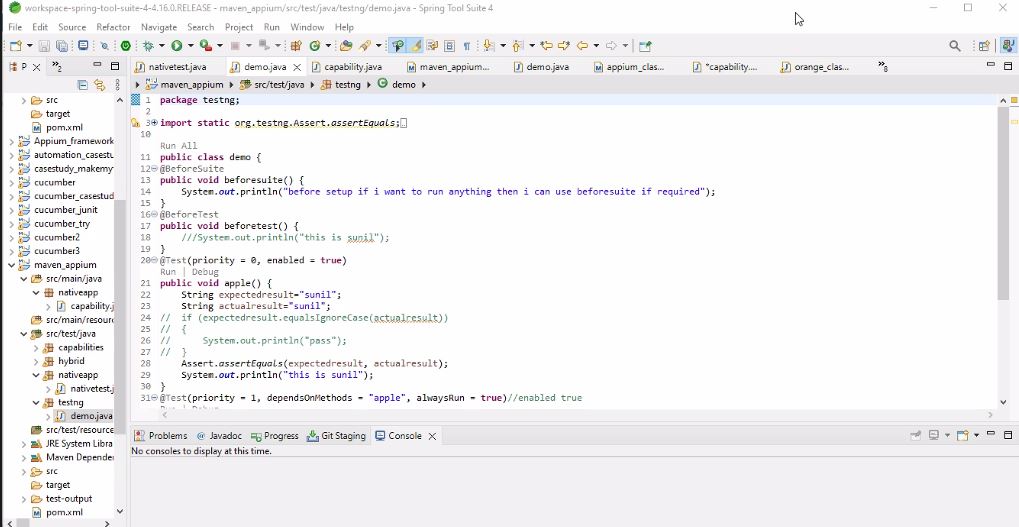 workspace-spring-tool-suite-4-4.16.0.RELEASE - maven_appium/src/test/java/testng/demo.java - Spring Tool Suite 4
File Edit Source Refactor Navigate Search Project Run Window Help
P »2 nativetest.java demo.java capability.java maven_appium... demo.java appium_clas... *capability.... orange_clas... »8
maven_appium src/test/java testng demo
src
target
pom.xml
Appium_framework
automation_casestu
casestudy_makemy
cucumber
cucumber_casestud
cucumber_junit
cucumber_try
cucumber2
cucumber3
maven_appium
src/main/java
nativeapp
capability.j
src/main/resourc
src/test/java
capabilities
hybrid
nativeapp
nativetest.j
testng
demo.java
src/test/resource
JRE System Libra
Maven Depender
src
target
test-output
pom.xml
1 package testng;
2
3 import static org.testng.Assert.assertEquals;
10
Run All
11 public class demo {
12 @BeforeSuite
13 public void beforesuite() {
14 System.out.println("before setup if i want to run anything then i can use beforesuite if required");
15 }
16 @BeforeTest
17 public void beforetest() {
18 ///System.out.println("this is sunil");
19 }
20 @Test(priority = 0, enabled = true)
Run | Debug
21 public void apple() {
22 String expectedresult="sunil";
23 String actualresult="sunil";
24 // if (expectedresult.equalsIgnoreCase(actualresult))
25 // {
26 // System.out.println("pass");
27 // }
28 Assert.assertEquals(expectedresult, actualresult);
29 System.out.println("this is sunil");
30 }
31 @Test(priority = 1, dependsOnMethods = "apple", alwaysRun = true)//enabled true
Run | Debug
Problems @ Javadoc Progress Git Staging Console
No consoles to display at this time.